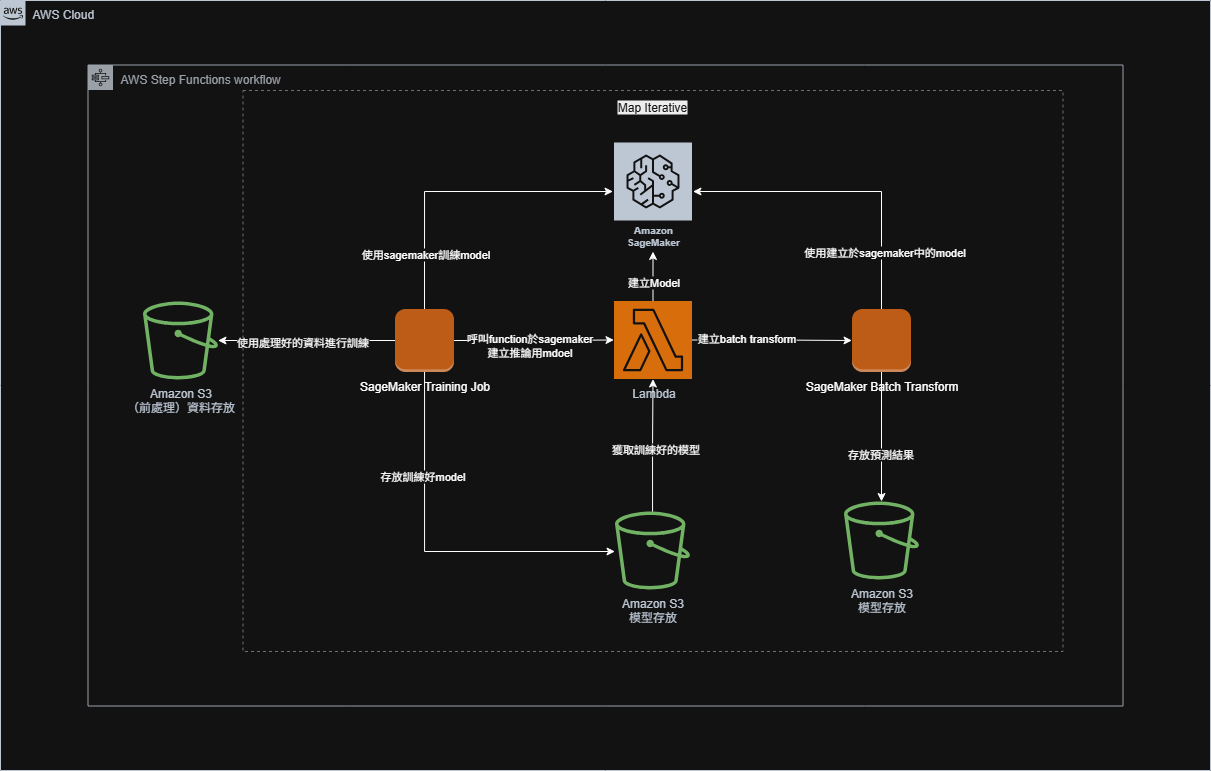 aws
AWS Cloud
AWS Step Functions workflow
Map Iterative
Amazon
SageMaker
使用sagemaker訓練model
使用建立於sagemaker中的model
建立Model
使用處理好的資料進行訓練
呼叫function於sagemaker
建立推論用mdoel
建立batch transform
SageMaker Training Job
Lambda
SageMaker Batch Transform
Amazon S3
（前處理）資料存放
獲取訓練好的模型
存放預測結果
存放訓練好model
Amazon S3
模型存放
Amazon S3
模型存放